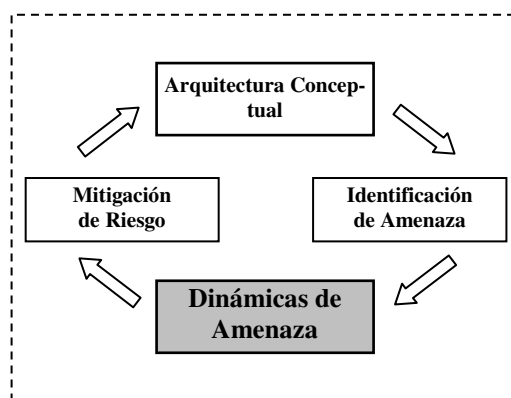 Arquitectura Concep-
tual
Mitigación
de Riesgo
Identificación
de Amenaza
Dinámicas de
Amenaza